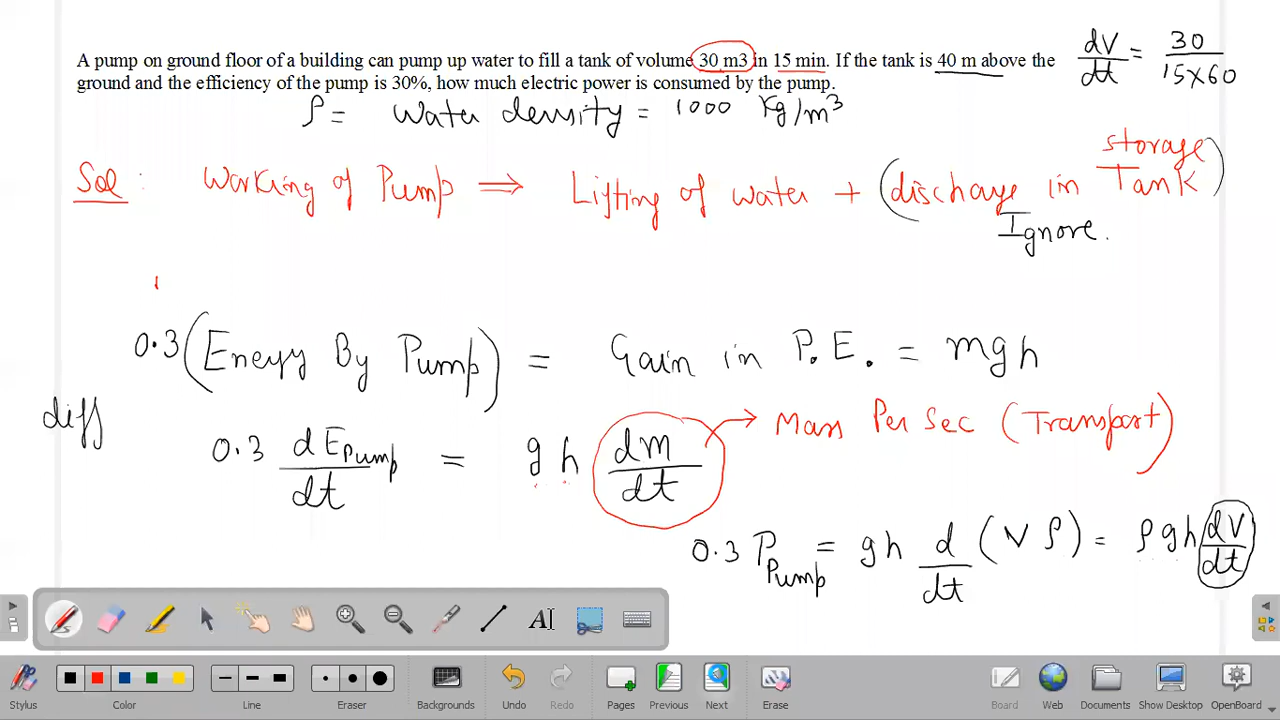 A pump on ground floor of a building can pump up water to fill a tank of volume 30 m3 in 15 min. If the tank is 40 m above the
ground and the efficiency of the pump is 30%, how much electric power is consumed by the pump.
dV/dt = 30/(15×60)
ρ = Water density = 1000 Kg/m³
Sol : Working of Pump ⇒ Lifting of water + (discharge in storage Tank)
Ignore.
0.3 (Energy By Pump) = Gain in P.E. = mgh
diff
0.3 dE_Pump/dt = gh dm/dt → Mass Per Sec (Transport)
0.3 P_Pump = gh d/dt (V ρ) = ρgh dV/dt
Stylus
Color
Line
Eraser
Backgrounds
Undo
Redo
Pages
Previous
Next
Erase
Board
Web
Documents
Show Desktop
OpenBoard